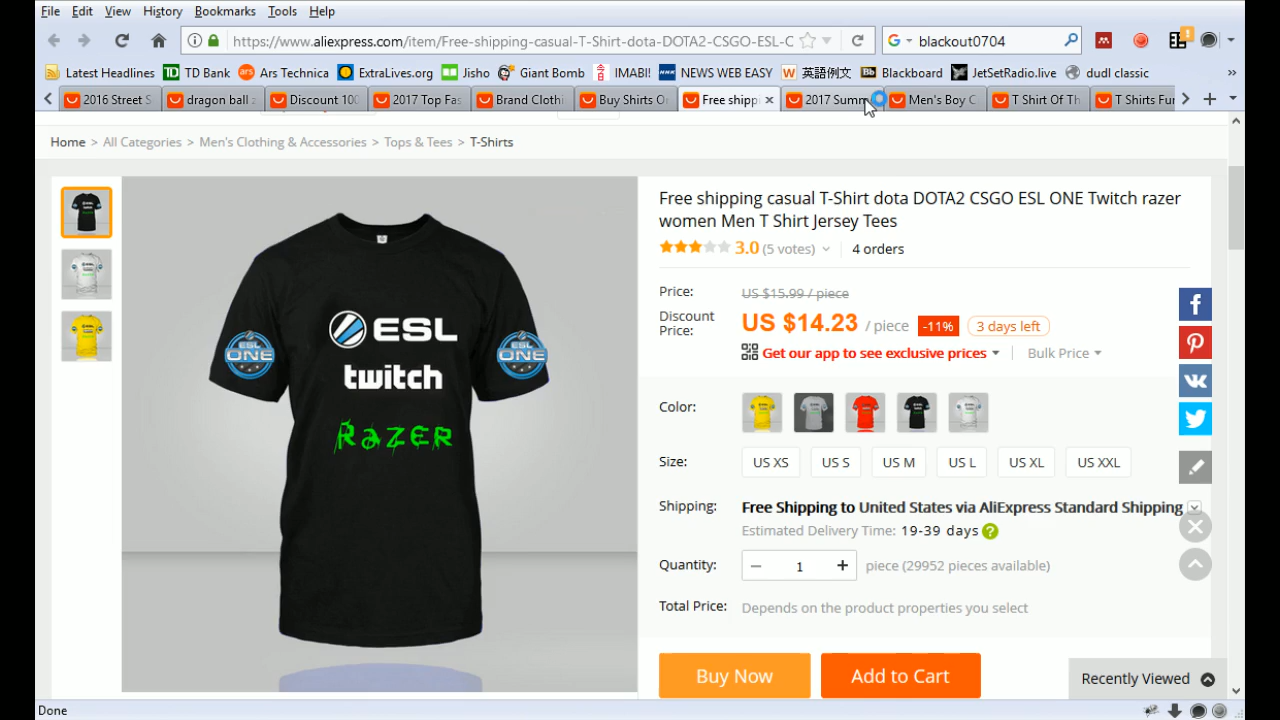 File Edit View History Bookmarks Tools Help
https://www.aliexpress.com/item/Free-shipping-casual-T-Shirt-dota-DOTA2-CSGO-ESL-C
blackout0704
1
Latest Headlines TD Bank Ars Technica ExtraLives.org Jisho Giant Bomb IMABI! NEWS WEB EASY 英語例文 Blackboard JetSetRadio.live dudl classic
2016 Street S dragon ball z Discount 100 2017 Top Fas Brand Clothi Buy Shirts O Free shipp 2017 Summ Men's Boy C T Shirt Of Th T Shirts Fun
Home > All Categories > Men's Clothing & Accessories > Tops & Tees > T-Shirts
Free shipping casual T-Shirt dota DOTA2 CSGO ESL ONE Twitch razer
women Men T Shirt Jersey Tees
3.0 (5 votes) 4 orders
Price: US $15.99 / piece
Discount Price: US $14.23 / piece -11% 3 days left
Get our app to see exclusive prices Bulk Price
Color:
Size: US XS US S US M US L US XL US XXL
Shipping: Free Shipping to United States via AliExpress Standard Shipping
Estimated Delivery Time: 19-39 days ?
Quantity: − 1 + piece (29952 pieces available)
Total Price: Depends on the product properties you select
Buy Now Add to Cart
Recently Viewed
ESL
twitch
RAZER
ESL ONE
ESL ONE
Done